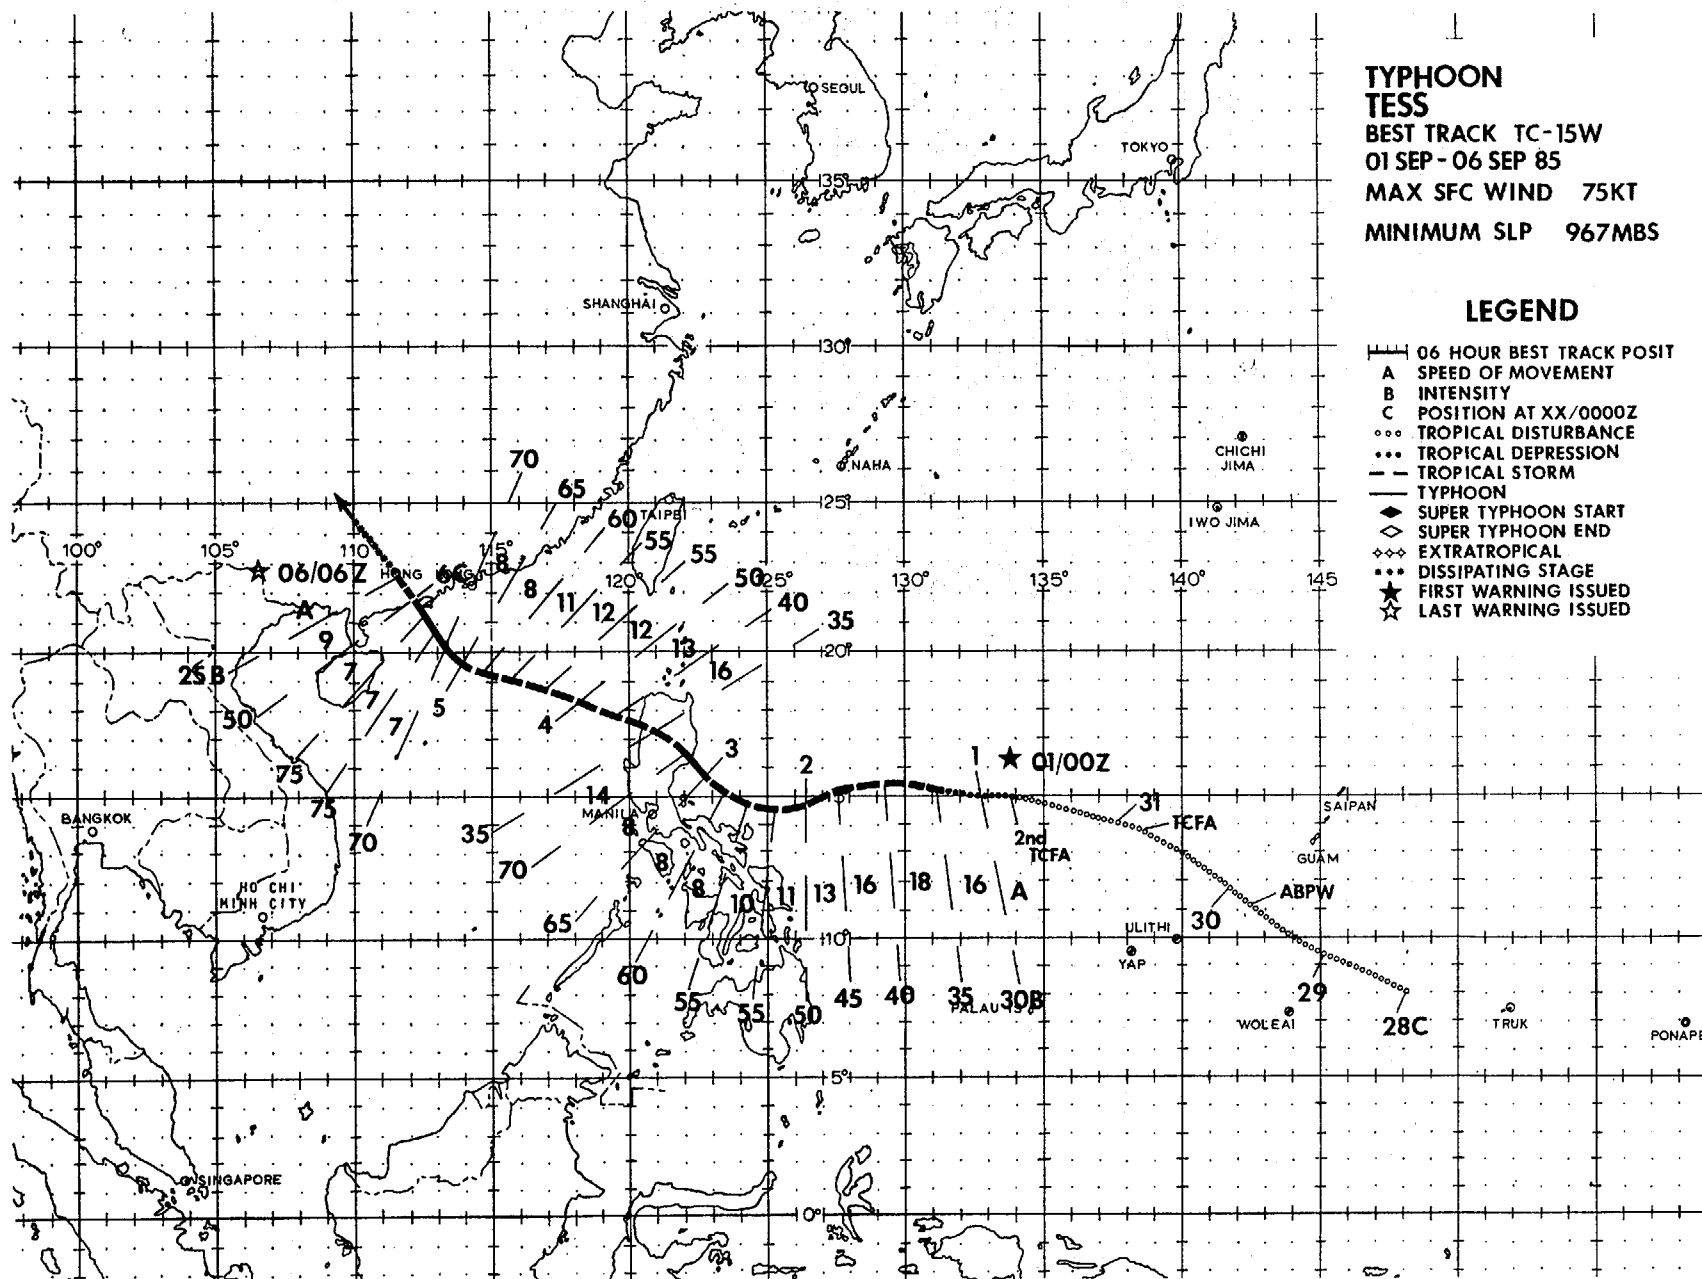 TYPHOON
TESS
BEST TRACK TC-15W
01 SEP - 06 SEP 85
MAX SFC WIND 75KT
MINIMUM SLP 967MBS
LEGEND
06 HOUR BEST TRACK POSIT
A SPEED OF MOVEMENT
B INTENSITY
C POSITION AT XX/0000Z
TROPICAL DISTURBANCE
TROPICAL DEPRESSION
TROPICAL STORM
TYPHOON
SUPER TYPHOON START
SUPER TYPHOON END
EXTRATROPICAL
DISSIPATING STAGE
FIRST WARNING ISSUED
LAST WARNING ISSUED
SEOUL
TOKYO
35°
SHANGHAI
30°
CHICHI
JIMA
NAHA
70
65
25°
IWO JIMA
60
TAIPEI
55
55
100°
105°
110
115°
120°
125°
130°
135°
140°
145
06/06Z
HONG KONG
6C
8
8
11
12
12
13
16
50
40
35
A
9
7
7
7
5
4
3
2
1
20°
25B
50
75
75
70
01/00Z
31
TCFA
2nd
TCFA
SAIPAN
GUAM
14
MANILA
8
35
70
65
60
BANGKOK
HO CHI
MINH CITY
8
8
10
11
13
16
18
16
A
ABPW
30
10°
ULITHI
YAP
55
55
50
45
40
35
30B
PALAU IS
29
28C
WOLEAI
TRUK
PONAPE
5°
SINGAPORE
0°